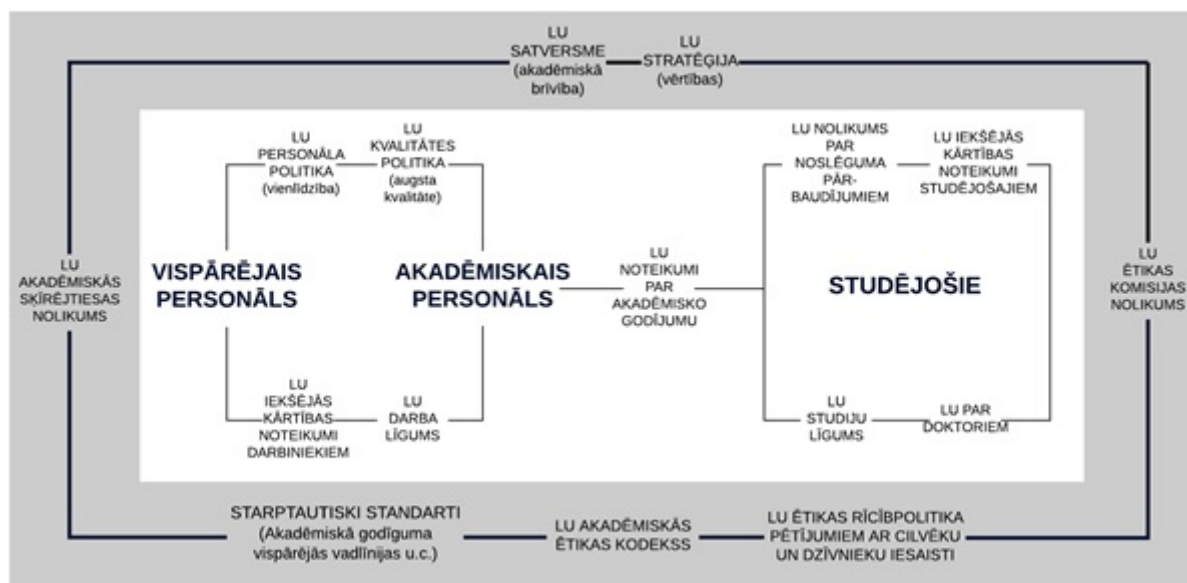 LU
SATVERSME
(akadēmiskā
brīvība)
LU
STRATĒĢIJA
(vērtības)
LU
PERSONĀLA
POLITIKA
(vienlīdzība)
LU
KVALITĀTES
POLITIKA
(augsta
kvalitāte)
LU NOLIKUMS
PAR
NOSLĒGUMA
PĀR-
BAUDĪJUMIEM
LU IEKŠĒJĀS
KĀRTĪBAS
NOTEIKUMI
STUDĒJOŠAJIEM
LU
AKADĒMISKĀS
ŠĶĪRĒJTIESAS
NOLIKUMS
VISPĀRĒJAIS
PERSONĀLS
AKADĒMISKAIS
PERSONĀLS
LU
NOTEIKUMI
PAR
AKADĒMISKO
GODĪJUMU
STUDĒJOŠIE
LU
ĒTIKAS
KOMISIJAS
NOLIKUMS
LU
IEKŠĒJĀS
KĀRTĪBAS
NOTEIKUMI
DARBINIEKIEM
LU
DARBA
LĪGUMS
LU
STUDIJU
LĪGUMS
LU PAR
DOKTORIEM
STARPTAUTISKI STANDARTI
(Akadēmiskā godīguma
vispārējās vadlīnijas u.c.)
LU AKADĒMISKĀS
ĒTIKAS KODEKSS
LU ĒTIKAS RĪCĪBPOLITIKA
PĒTĪJUMIEM AR CILVĒKU
UN DZĪVNIEKU IESAISTI